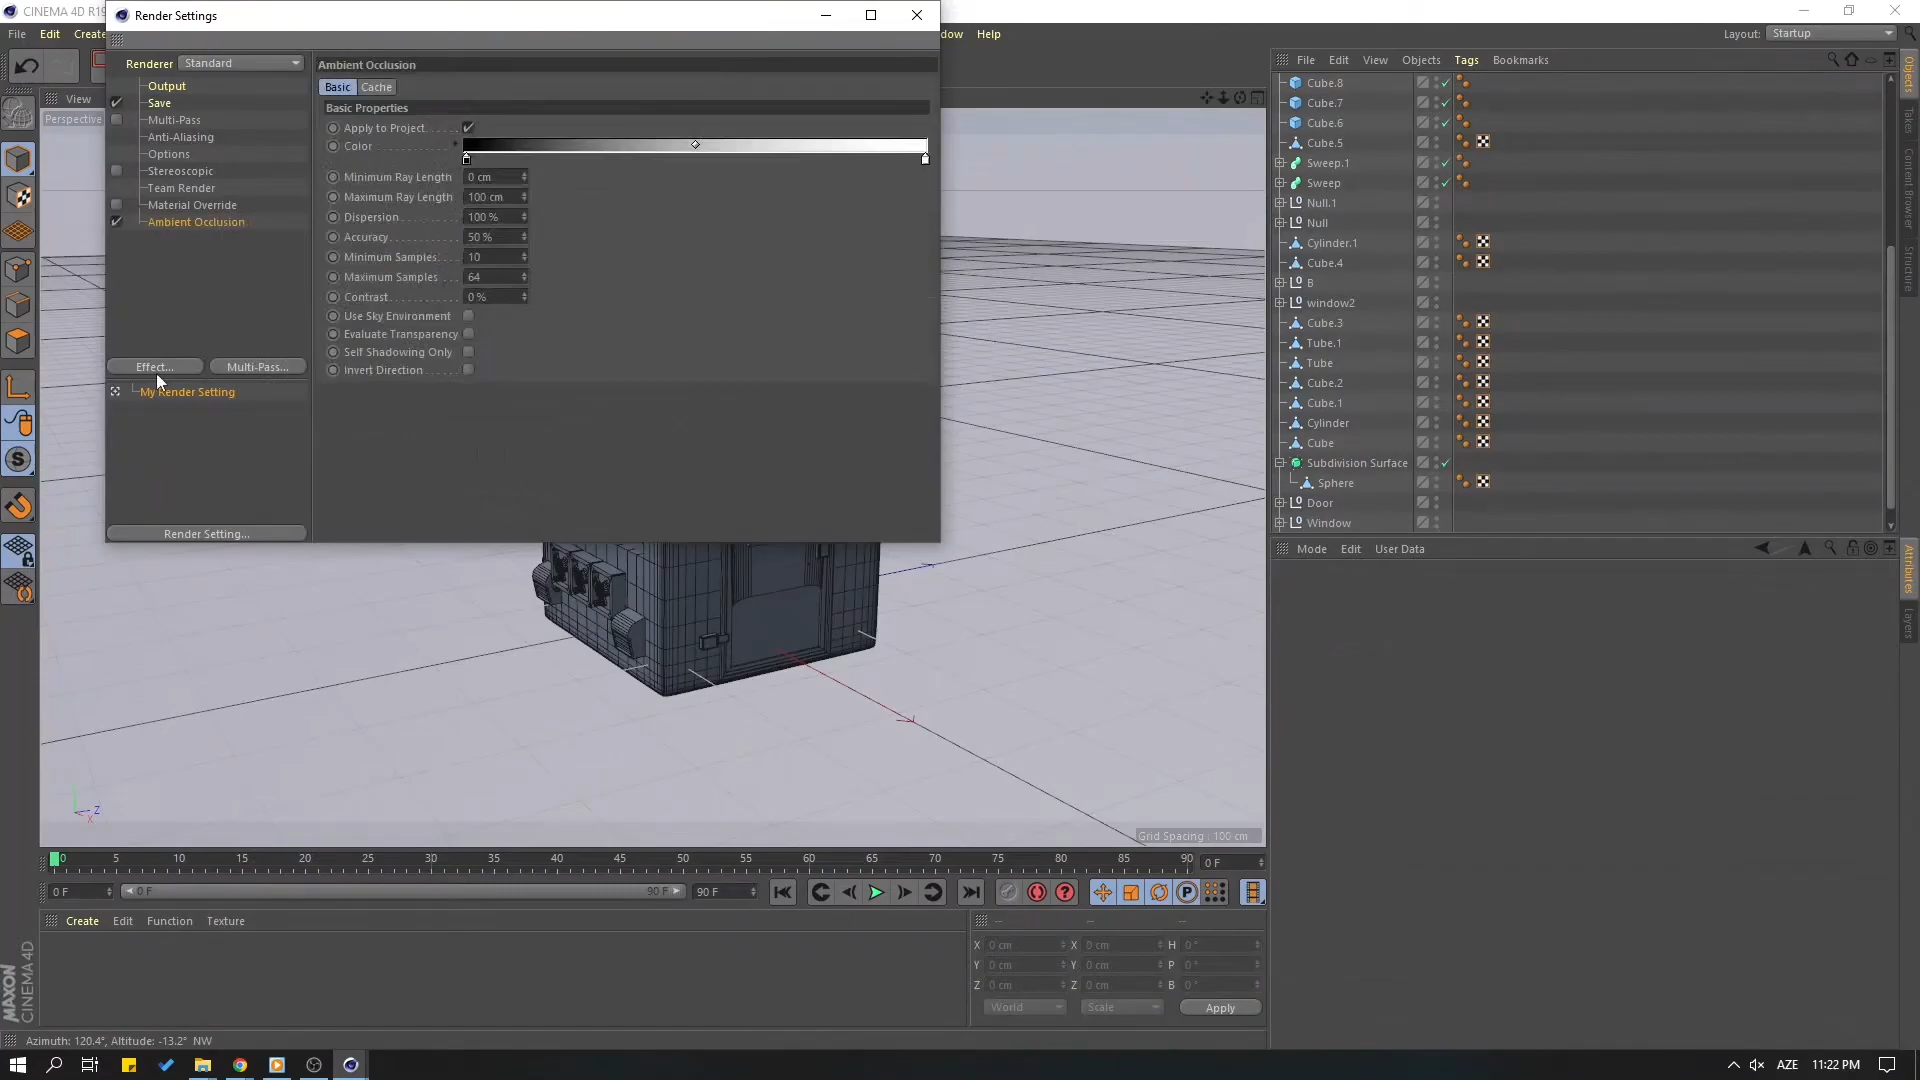 CINEMA 4D R19
Render Settings
File
Edit
Create
dow
Help
Layout:
Startup
Renderer
Standard
Output
Save
Multi-Pass
Anti-Aliasing
Options
Stereoscopic
Team Render
Material Override
Ambient Occlusion
Effect...
Multi-Pass...
My Render Setting
Render Setting...
Ambient Occlusion
Basic
Cache
Basic Properties
Apply to Project
Color
Minimum Ray Length
0 cm
Maximum Ray Length
100 cm
Dispersion
100 %
Accuracy
50 %
Minimum Samples
10
Maximum Samples
64
Contrast
0 %
Use Sky Environment
Evaluate Transparency
Self Shadowing Only
Invert Direction
View
Perspective
Grid Spacing : 100 cm
Z
X
File
Edit
View
Objects
Tags
Bookmarks
Cube.8
Cube.7
Cube.6
Cube.5
Sweep.1
Sweep
Null.1
Null
Cylinder.1
Cube.4
B
window2
Cube.3
Tube.1
Tube
Cube.2
Cube.1
Cylinder
Cube
Subdivision Surface
Sphere
Door
Window
Objects
Takes
Content Browser
Structure
Mode
Edit
User Data
Attributes
Layers
0 5 10 15 20 25 30 35 40 45 50 55 60 65 70 75 80 85 90
0 F
0 F
0 F
90 F
90 F
Create
Edit
Function
Texture
-- -- --
X 0 cm X 0 cm H 0 °
Y 0 cm Y 0 cm P 0 °
Z 0 cm Z 0 cm B 0 °
World
Scale
Apply
MAXON
CINEMA 4D
Azimuth: 120.4°, Altitude: -13.2° NW
AZE
11:22 PM